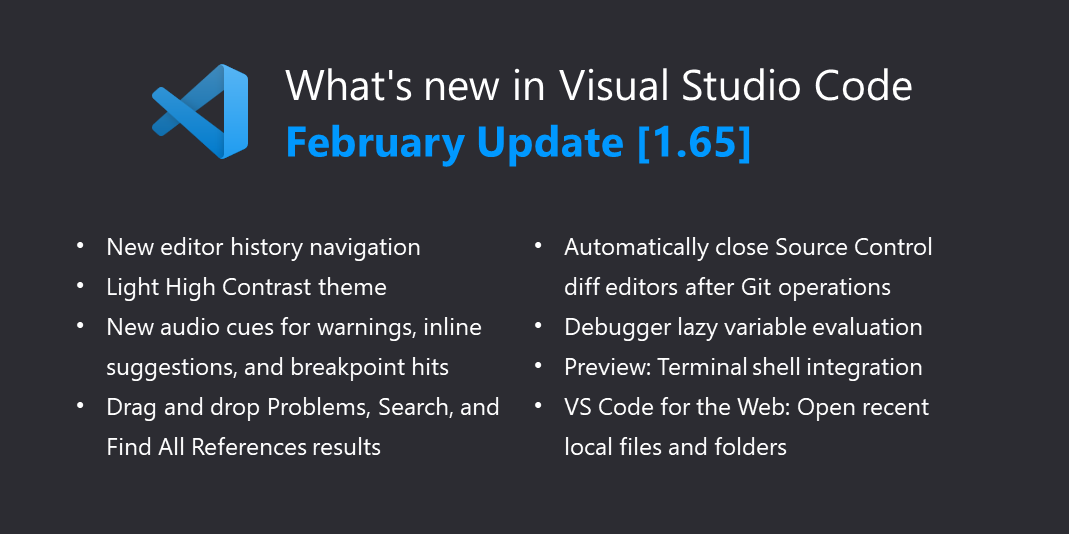 What's new in Visual Studio Code
February Update [1.65]
• New editor history navigation
• Light High Contrast theme
• New audio cues for warnings, inline
suggestions, and breakpoint hits
• Drag and drop Problems, Search, and
Find All References results
• Automatically close Source Control
diff editors after Git operations
• Debugger lazy variable evaluation
• Preview: Terminal shell integration
• VS Code for the Web: Open recent
local files and folders